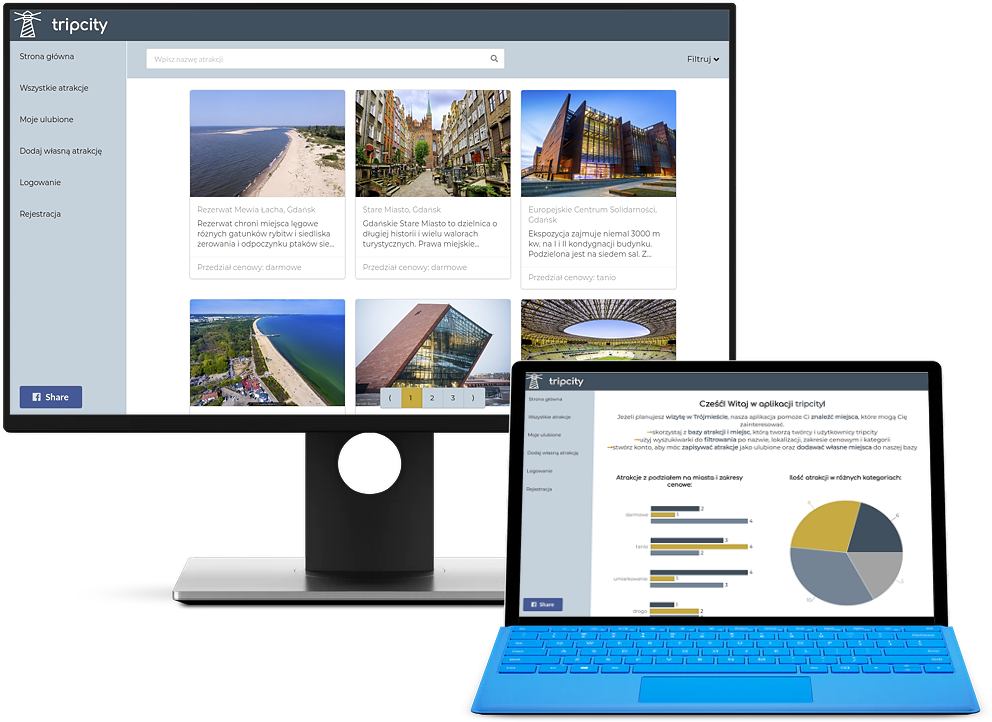 tripcity
Strona główna
Wszystkie atrakcje
Moje ulubione
Dodaj własną atrakcję
Logowanie
Rejestracja
Share
Wpisz nazwę atrakcji
Filtruj
Rezerwat Mewia Łacha, Gdańsk
Rezerwat chroni miejsca lęgowe
różnych gatunków rybitw i siedliska
żerowania i odpoczynku ptaków sie...
Przedział cenowy: darmowe
Stare Miasto, Gdańsk
Gdańskie Stare Miasto to dzielnica o
długiej historii i wielu walorach
turystycznych. Prawa miejskie...
Przedział cenowy: darmowe
Europejskie Centrum Solidarności,
Gdańsk
Ekspozycja zajmuje niemal 3000 m
kw. na I i II kondygnacji budynku.
Podzielona jest na siedem sal. Z...
Przedział cenowy: tanio
⟨ 1 2 3 ⟩
tripcity
Strona główna
Wszystkie atrakcje
Moje ulubione
Dodaj własną atrakcję
Logowanie
Rejestracja
Share
Cześć! Witaj w aplikacji tripcity!
Jeżeli planujesz wizytę w Trójmieście, nasza aplikacja pomoże Ci znaleźć miejsca, które mogą Cię
zainteresować.
skorzystaj z bazy atrakcji i miejsc, którą tworzą twórcy i użytkownicy tripcity
użyj wyszukiwarki do filtrowania po nazwie, lokalizacji, zakresie cenowym i kategorii
stwórz konto, aby móc zapisywać atrakcje jako ulubione oraz dodawać własne miejsca do naszej bazy
Atrakcje z podziałem na miasta i zakresy
cenowe:
darmowe
2
1
4
tanio
3
4
2
umiarkowanie
4
1
3
drogo
1
2
Ilość atrakcji w różnych kategoriach:
6
5
10